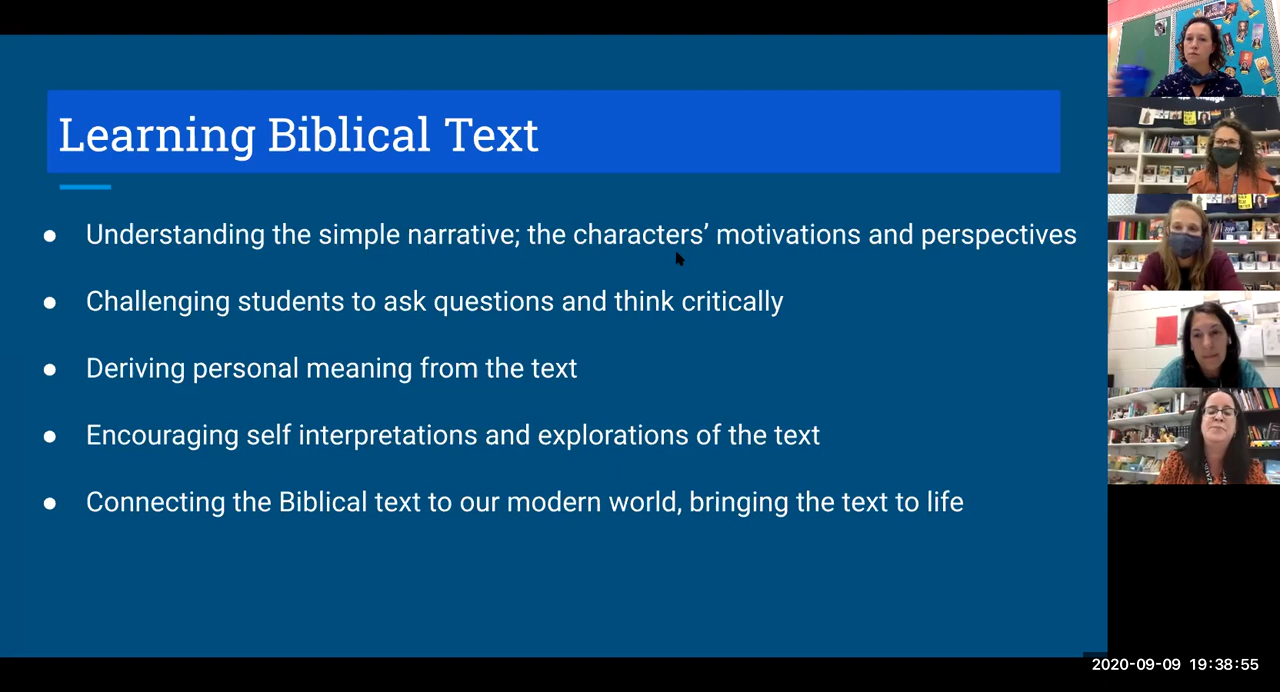 Learning Biblical Text
● Understanding the simple narrative; the characters’ motivations and perspectives
● Challenging students to ask questions and think critically
● Deriving personal meaning from the text
● Encouraging self interpretations and explorations of the text
● Connecting the Biblical text to our modern world, bringing the text to life
2020-09-09 19:38:55